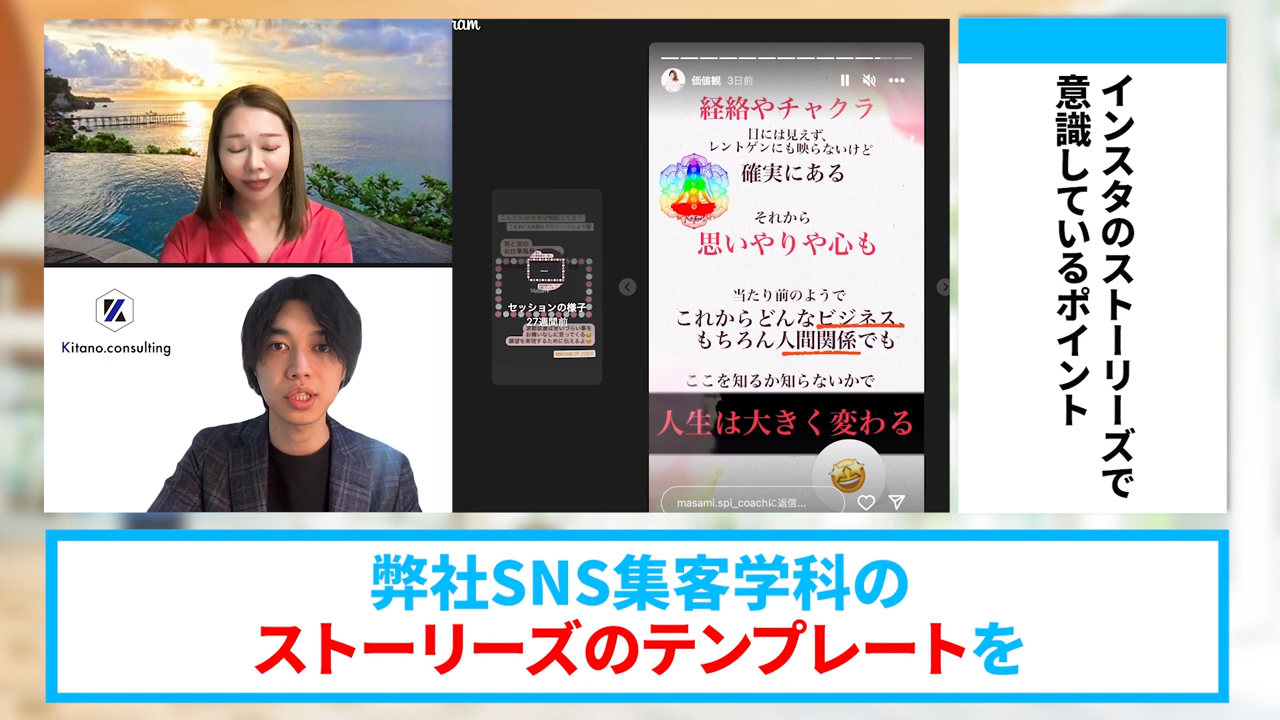 ram
Kitano.consulting
セッションの様子
27週間前
価値観 3日前
経絡やチャクラ
目には見えず、
レントゲンにも映らないけど
確実にある
それから
思いやりや心も
当たり前のようで
これからどんなビジネス、
もちろん人間関係でも
ここを知るか知らないかで
人生は大きく変わる
masami.spi_coachに返信...
インスタのストーリーズで
意識しているポイント
弊社SNS集客学科の
ストーリーズのテンプレートを